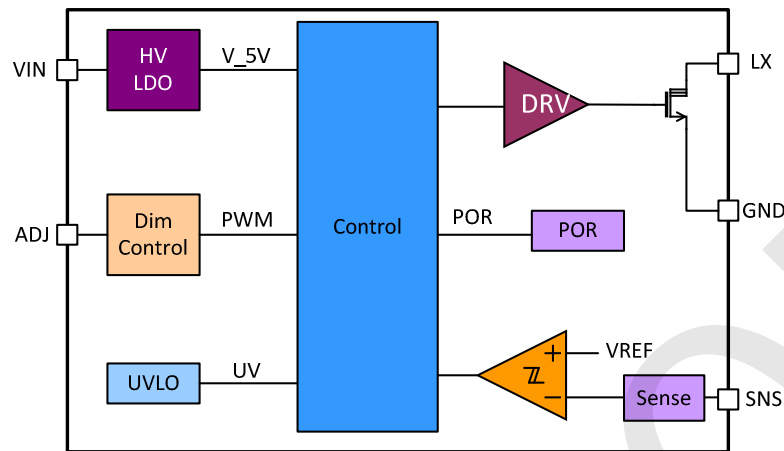 VIN
HV
LDO
V_5V
LX
DRV
ADJ
Dim
Control
PWM
Control
POR
POR
GND
UVLO
UV
+
VREF
−
Sense
SNS